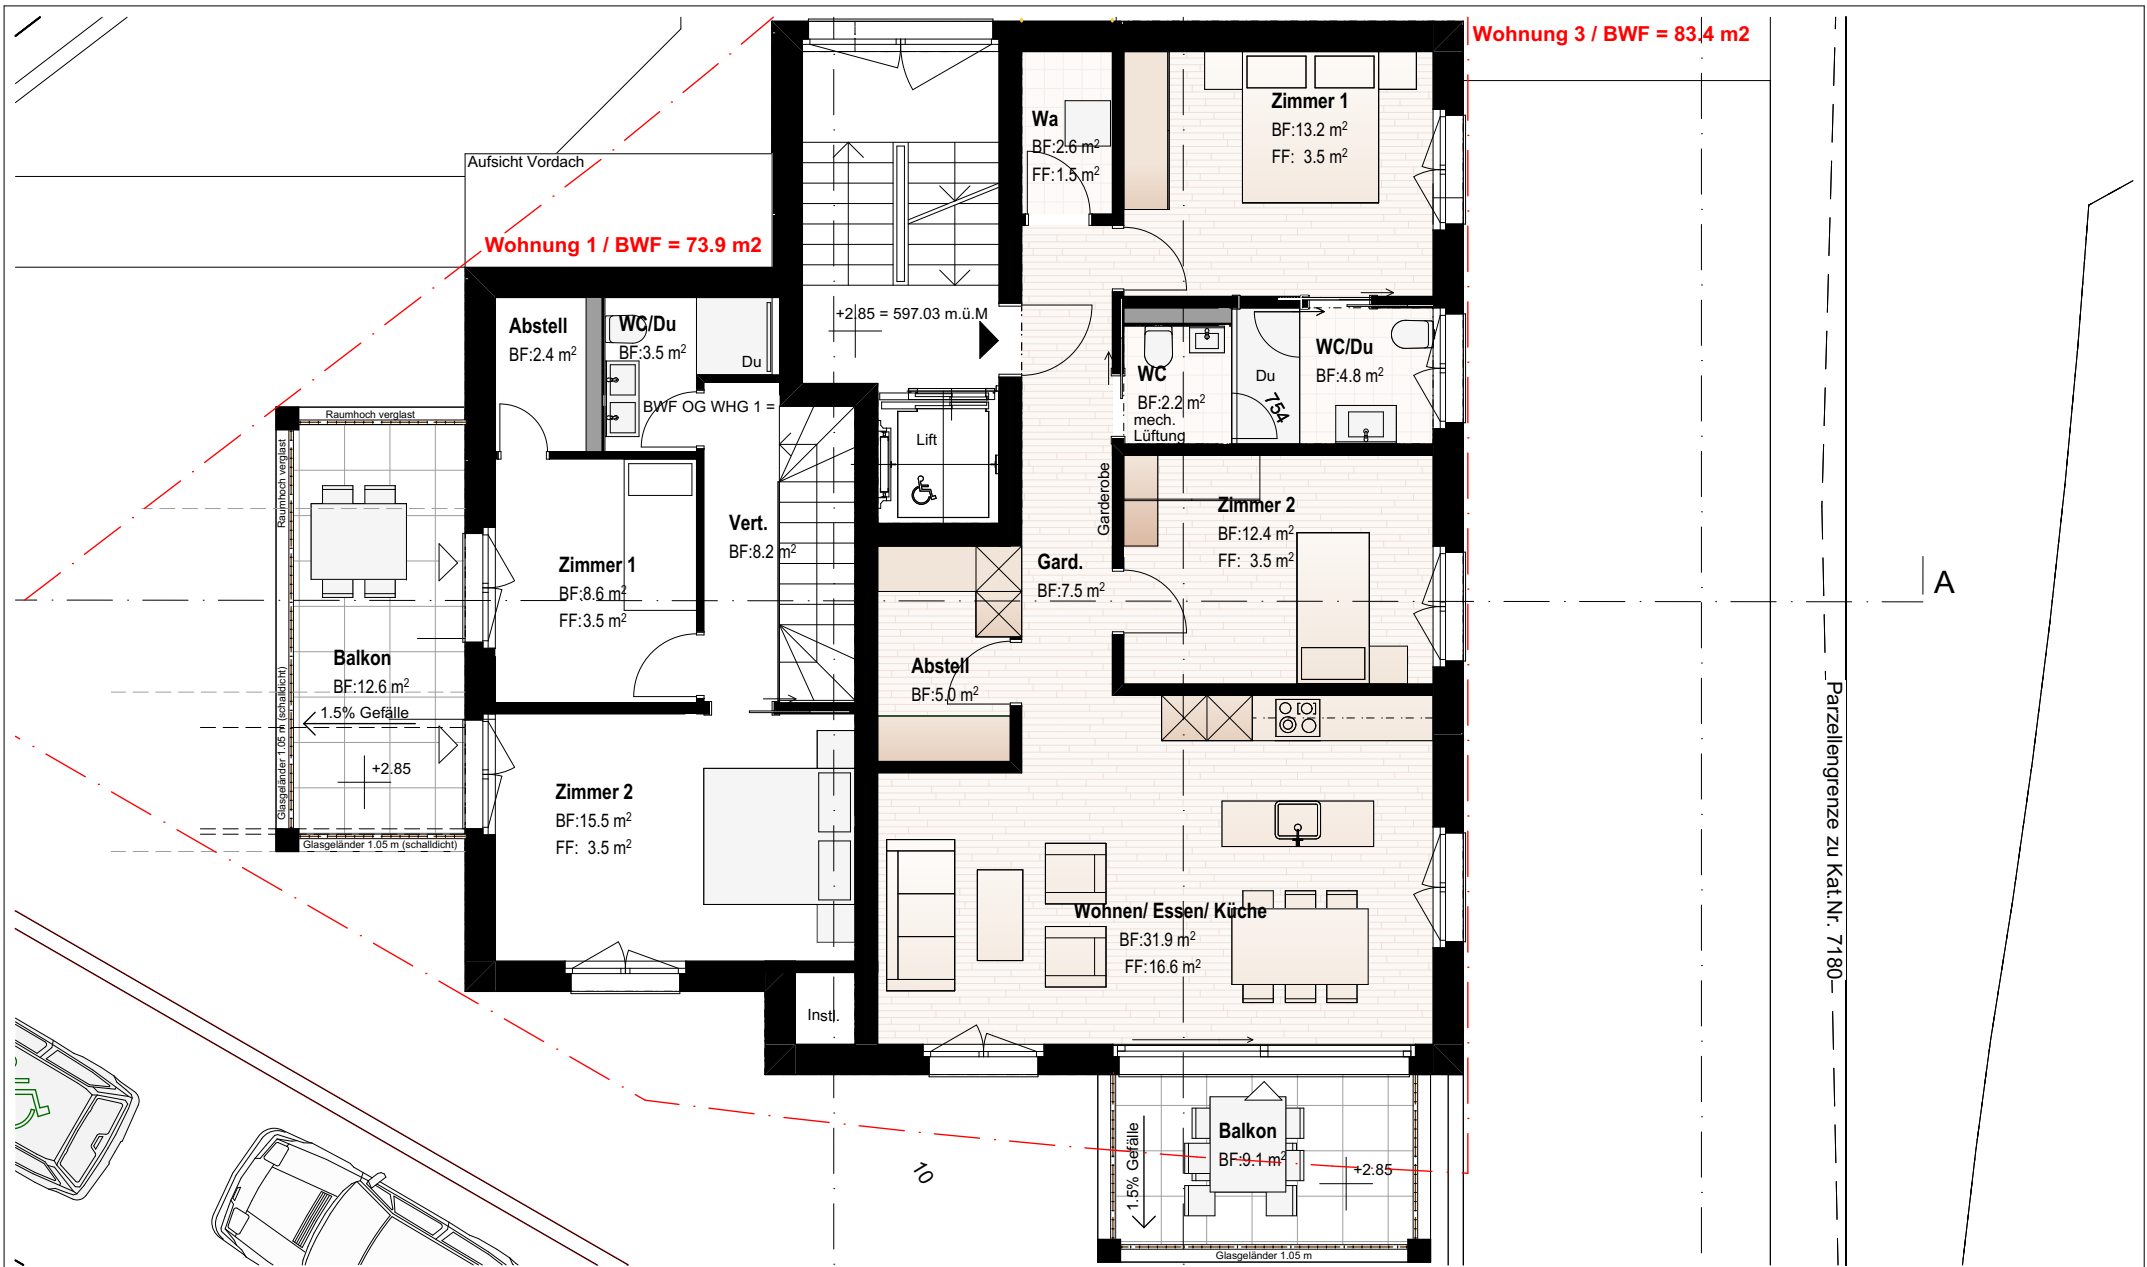 Wohnung 3 / BWF = 83.4 m2
Zimmer 1
BF:13.2 m²
FF: 3.5 m²
Wa
BF:2.6 m²
FF:1.5 m²
Aufsicht Vordach
Wohnung 1 / BWF = 73.9 m2
+2.85 = 597.03 m.ü.M
Abstell
BF:2.4 m²
WC/Du
BF:3.5 m²
Du
BWF OG WHG 1 =
WC
BF:2.2 m²
mech.
Lüftung
Du
754
WC/Du
BF:4.8 m²
Raumhoch verglast
Raumhoch verglast
Lift
Garderobe
Vert.
BF:8.2 m²
Zimmer 2
BF:12.4 m²
FF: 3.5 m²
Zimmer 1
BF:8.6 m²
FF:3.5 m²
Gard.
BF:7.5 m²
A
Balkon
BF:12.6 m²
1.5% Gefälle
+2.85
Glasgeländer 1.05 m (schalldicht)
Glasgeländer 1.05 m (schalldicht)
Abstell
BF:5.0 m²
Zimmer 2
BF:15.5 m²
FF: 3.5 m²
Wohnen/ Essen/ Küche
BF:31.9 m²
FF:16.6 m²
Parzellengrenze zu Kat.Nr. 7180
Instl.
Balkon
BF:9.1 m²
1.5% Gefälle
+2.85
10
Glasgeländer 1.05 m